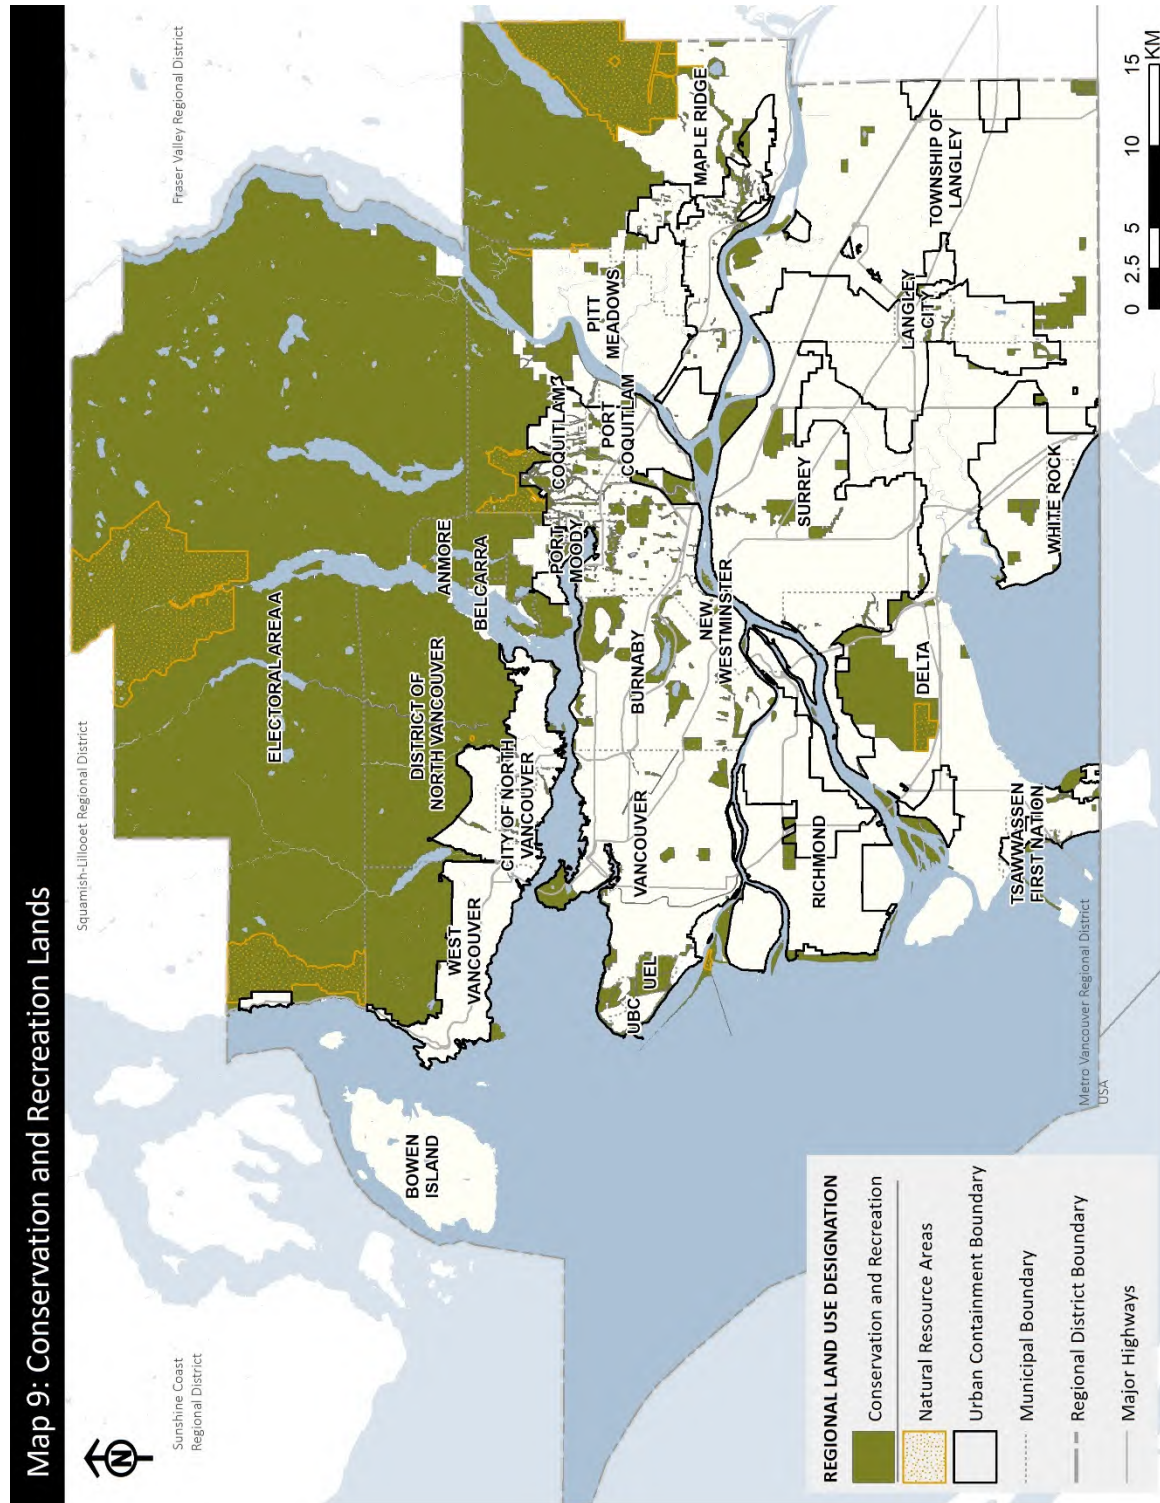 Map 9: Conservation and Recreation Lands
N
Sunshine Coast
Regional District
Squamish-Lillooet Regional District
Fraser Valley Regional District
ELECTORAL AREA A
BOWEN
ISLAND
WEST
VANCOUVER
DISTRICT OF
NORTH VANCOUVER
CITY OF NORTH
VANCOUVER
ANMORE
BELCARRA
PORT
MOODY
COQUITLAM
PORT
COQUITLAM
PITT
MEADOWS
MAPLE RIDGE
UBC
UEL
VANCOUVER
BURNABY
NEW
WESTMINSTER
RICHMOND
SURREY
LANGLEY
CITY
TOWNSHIP OF
LANGLEY
DELTA
WHITE ROCK
TSAWWASSEN
FIRST NATION
Metro Vancouver Regional District
USA
REGIONAL LAND USE DESIGNATION
Conservation and Recreation
Natural Resource Areas
Urban Containment Boundary
Municipal Boundary
Regional District Boundary
Major Highways
0 2.5 5 10 15
KM